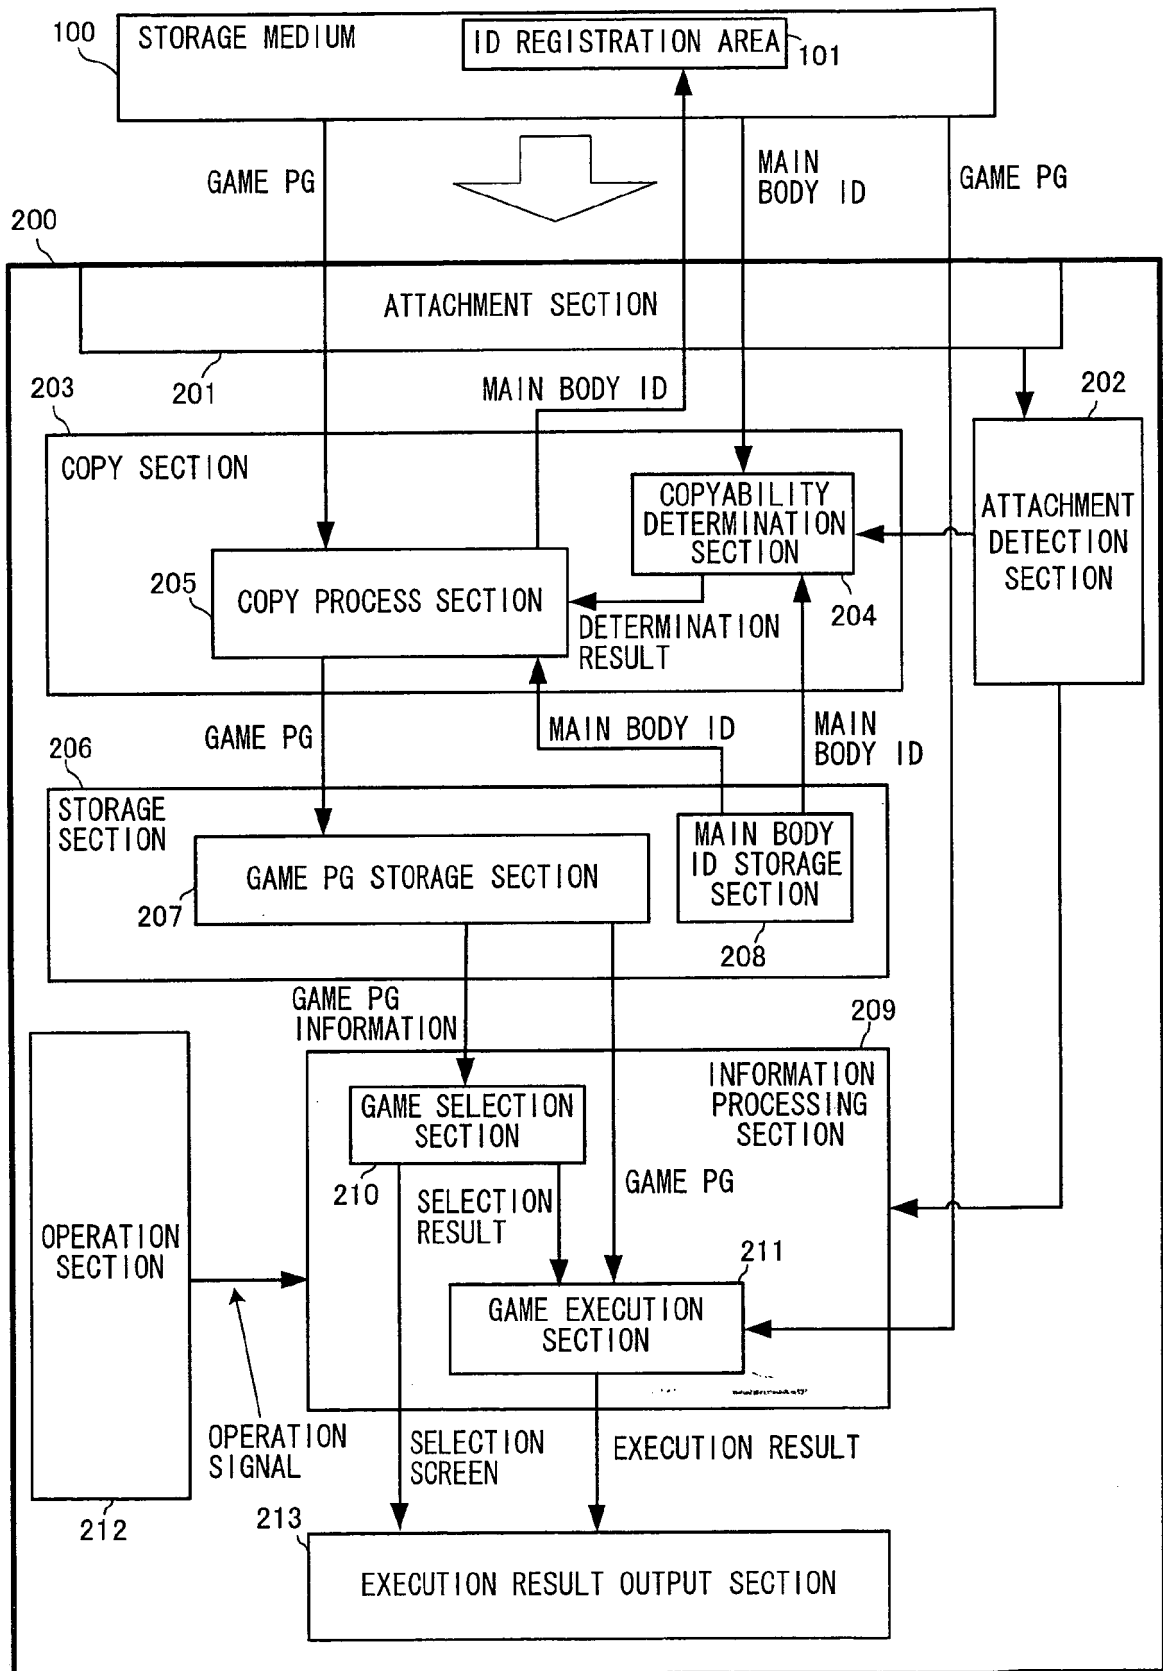 100
STORAGE MEDIUM
ID REGISTRATION AREA
101
GAME PG
MAIN
BODY ID
GAME PG
200
ATTACHMENT SECTION
201
203
MAIN BODY ID
202
COPY SECTION
COPYABILITY
DETERMINATION
SECTION
ATTACHMENT
DETECTION
SECTION
205
COPY PROCESS SECTION
204
DETERMINATION
RESULT
GAME PG
MAIN BODY ID
MAIN
BODY ID
206
STORAGE
SECTION
GAME PG STORAGE SECTION
207
MAIN BODY
ID STORAGE
SECTION
208
GAME PG
INFORMATION
209
INFORMATION
PROCESSING
SECTION
GAME SELECTION
SECTION
210
SELECTION
RESULT
GAME PG
OPERATION
SECTION
211
GAME EXECUTION
SECTION
OPERATION
SIGNAL
SELECTION
SCREEN
EXECUTION RESULT
212
213
EXECUTION RESULT OUTPUT SECTION